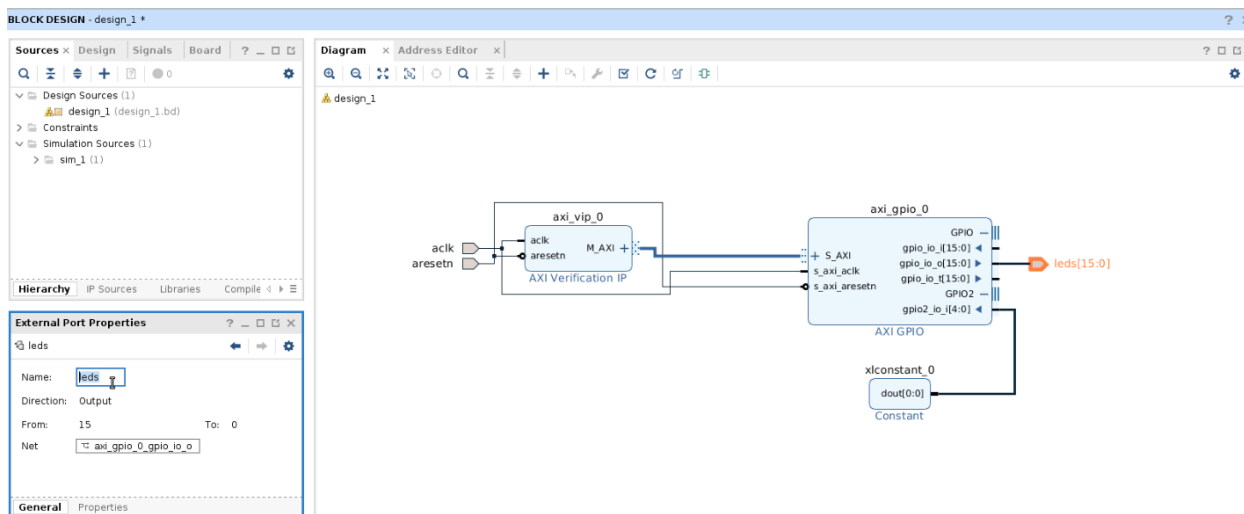 BLOCK DESIGN - design_1 *
?
Sources × Design Signals Board ?
0
Design Sources (1)
design_1 (design_1.bd)
Constraints
Simulation Sources (1)
sim_1 (1)
Hierarchy IP Sources Libraries Compile
External Port Properties ?
leds
Name: leds
Direction: Output
From: 15 To: 0
Net axi_gpio_0_gpio_io_o
General Properties
Diagram × Address Editor × ?
design_1
axi_vip_0
aclk
aresetn
aclk
aresetn
M_AXI
AXI Verification IP
axi_gpio_0
S_AXI
s_axi_aclk
s_axi_aresetn
GPIO
gpio_io_i[15:0]
gpio_io_o[15:0]
gpio_io_t[15:0]
GPIO2
gpio2_io_i[4:0]
AXI GPIO
leds[15:0]
xlconstant_0
dout[0:0]
Constant